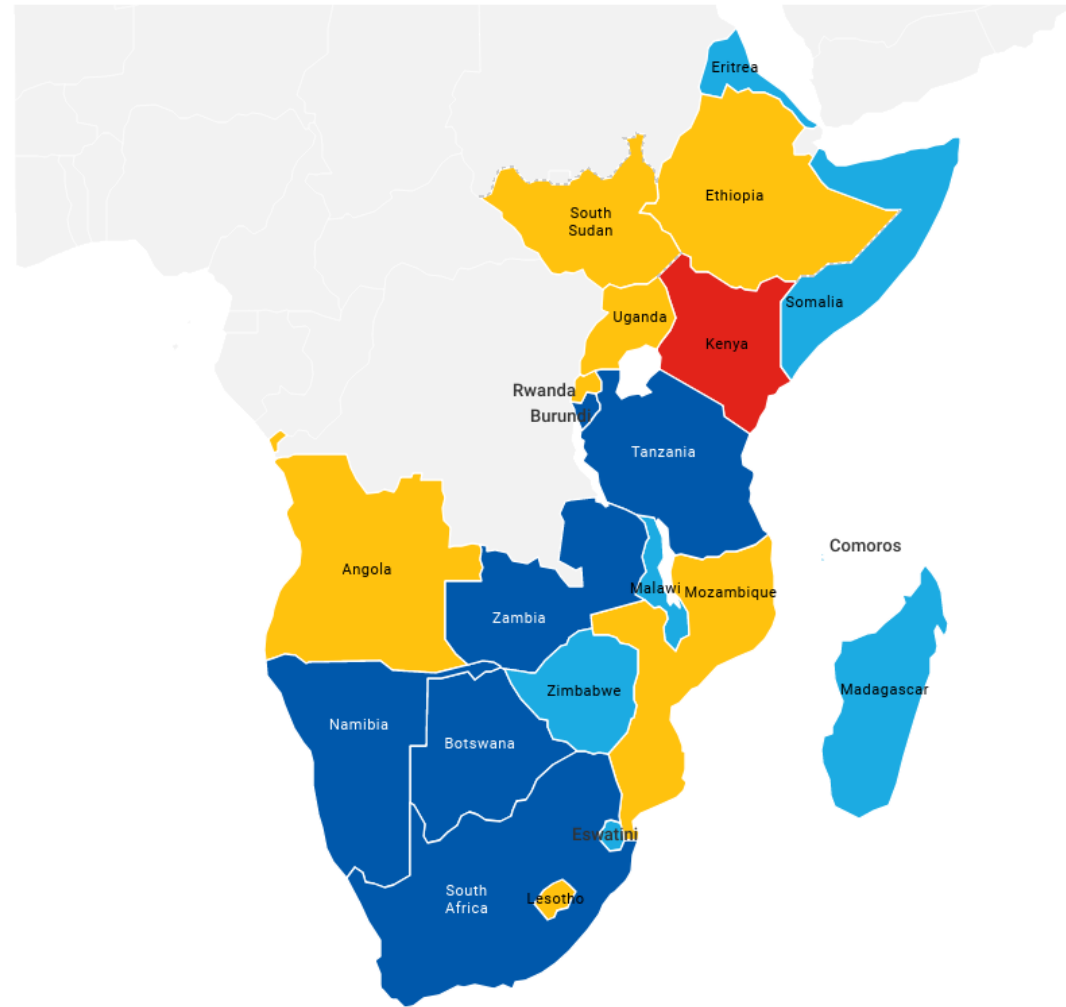 Eritrea
Ethiopia
South
Sudan
Somalia
Uganda
Kenya
Rwanda
Burundi
Tanzania
Comoros
Angola
Malawi
Mozambique
Zambia
Zimbabwe
Madagascar
Namibia
Botswana
Eswatini
South
Africa
Lesotho